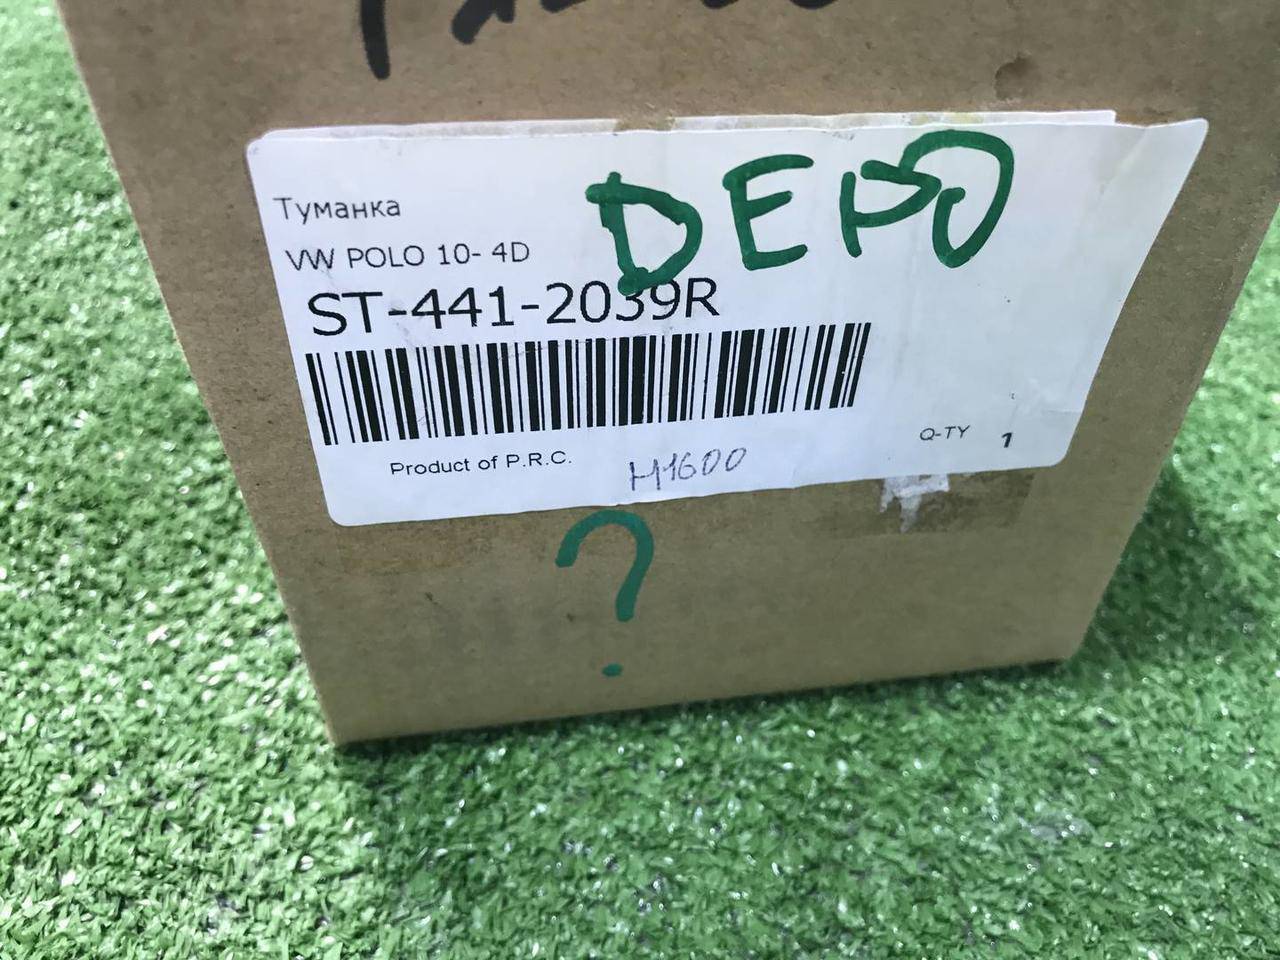 DEPO
Туманка
VW POLO 10- 4D
ST-441-2039R
Product of P.R.C.
H1600
Q-TY 1
?